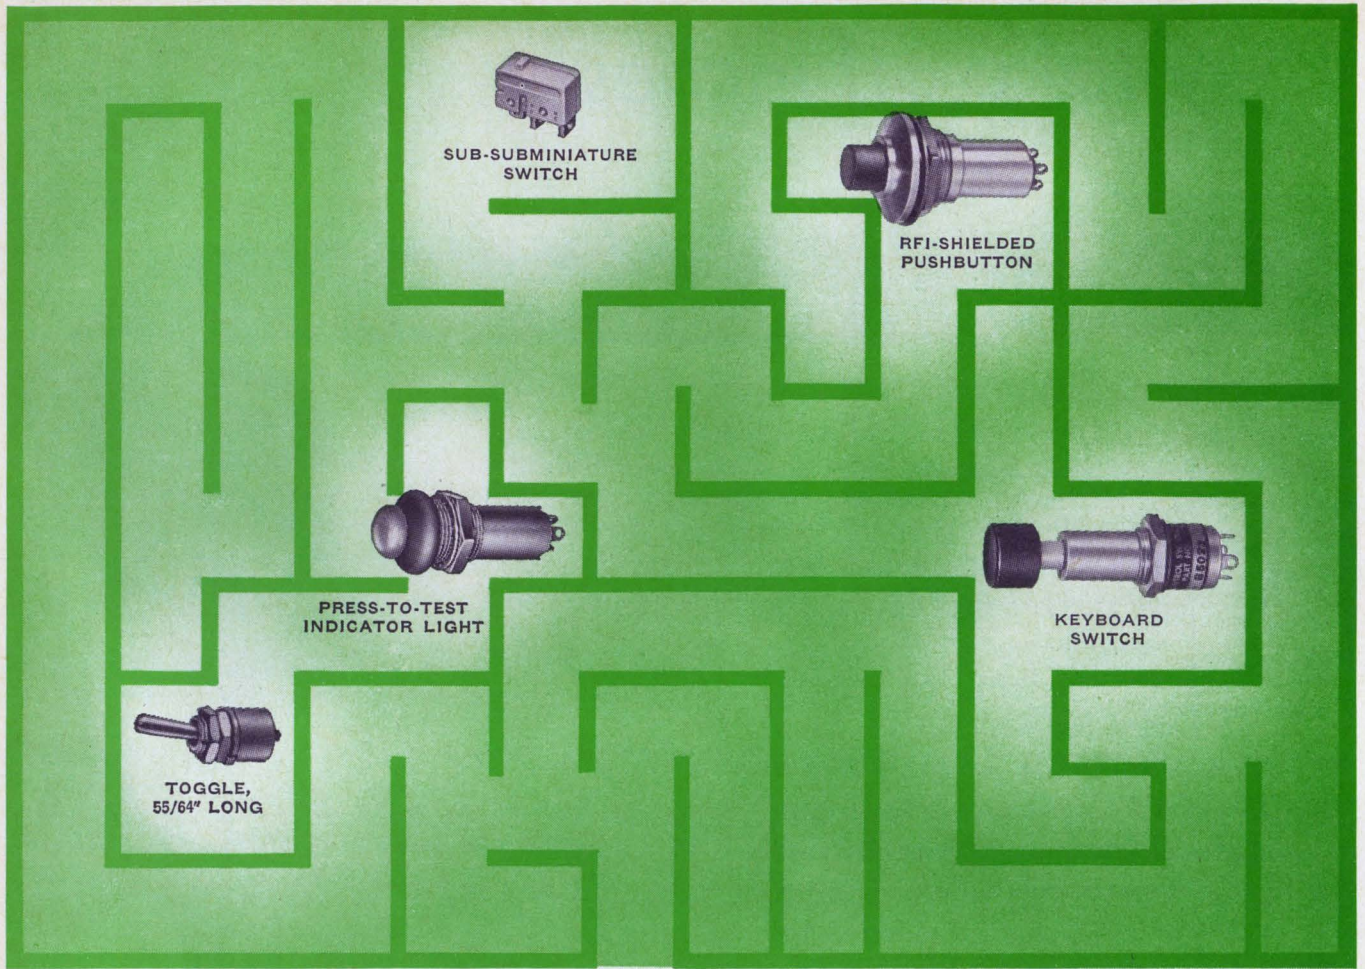 SUB-SUBMINIATURE
SWITCH
RFI-SHIELDED
PUSHBUTTON
PRESS-TO-TEST
INDICATOR LIGHT
KEYBOARD
SWITCH
TOGGLE,
55/64" LONG